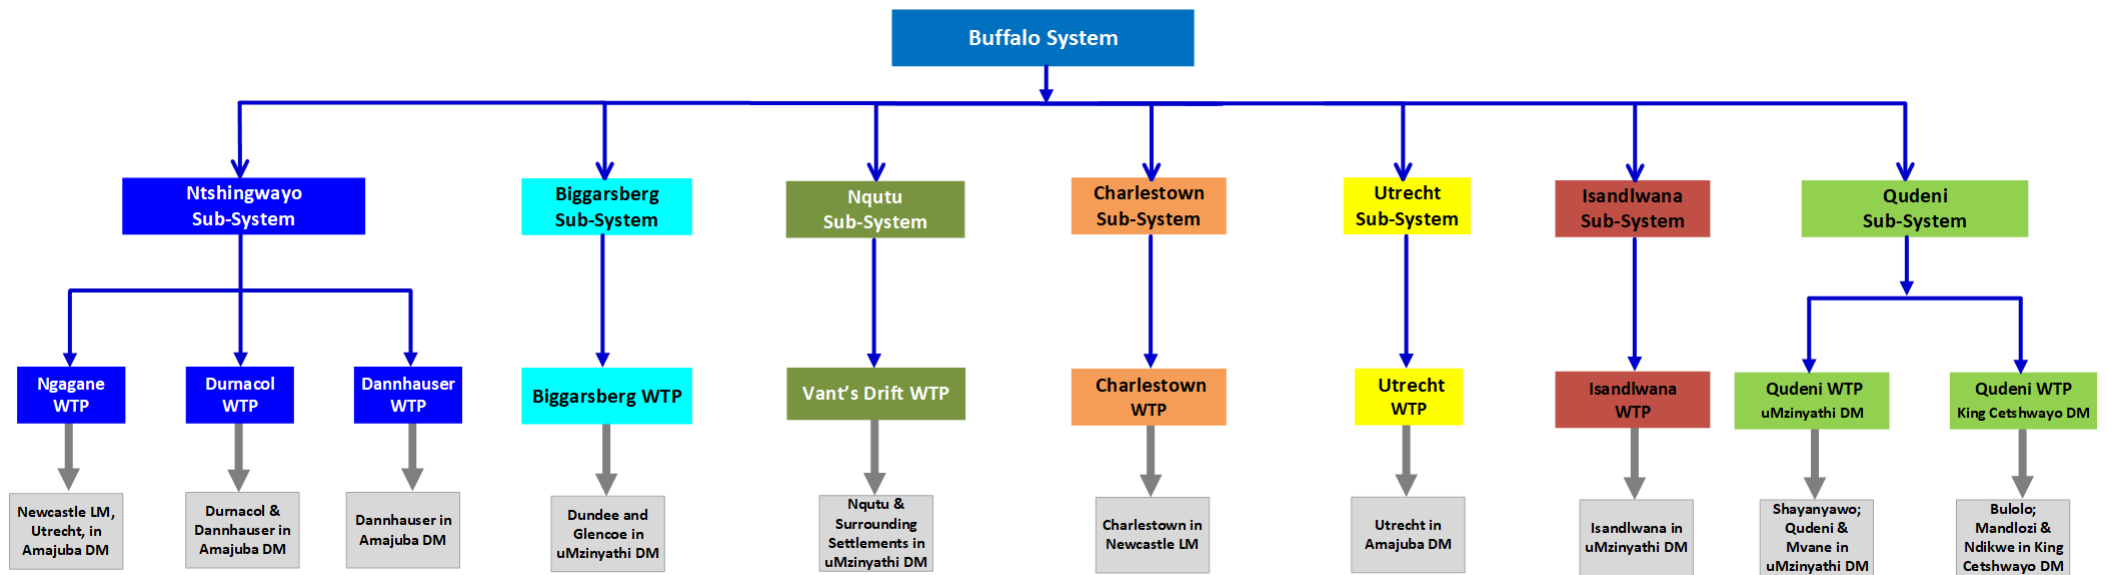 Buffalo System
Ntshingwayo
Sub-System
Biggarsberg
Sub-System
Nqutu
Sub-System
Charlestown
Sub-System
Utrecht
Sub-System
Isandlwana
Sub-System
Qudeni
Sub-System
Ngagane
WTP
Durnacol
WTP
Dannhauser
WTP
Biggarsberg WTP
Vant's Drift WTP
Charlestown
WTP
Utrecht
WTP
Isandlwana
WTP
Qudeni WTP
uMzinyathi DM
Qudeni WTP
King Cetshwayo DM
Newcastle LM,
Utrecht, in
Amajuba DM
Durnacol &
Dannhauser in
Amajuba DM
Dannhauser in
Amajuba DM
Dundee and
Glencoe in
uMzinyathi DM
Nqutu &
Surrounding
Settlements in
uMzinyathi DM
Charlestown in
Newcastle LM
Utrecht in
Amajuba DM
Isandlwana in
uMzinyathi DM
Shayanyawo;
Qudeni &
Mvane in
uMzinyathi DM
Bulolo;
Mandlozi &
Ndikwe in King
Cetshwayo DM